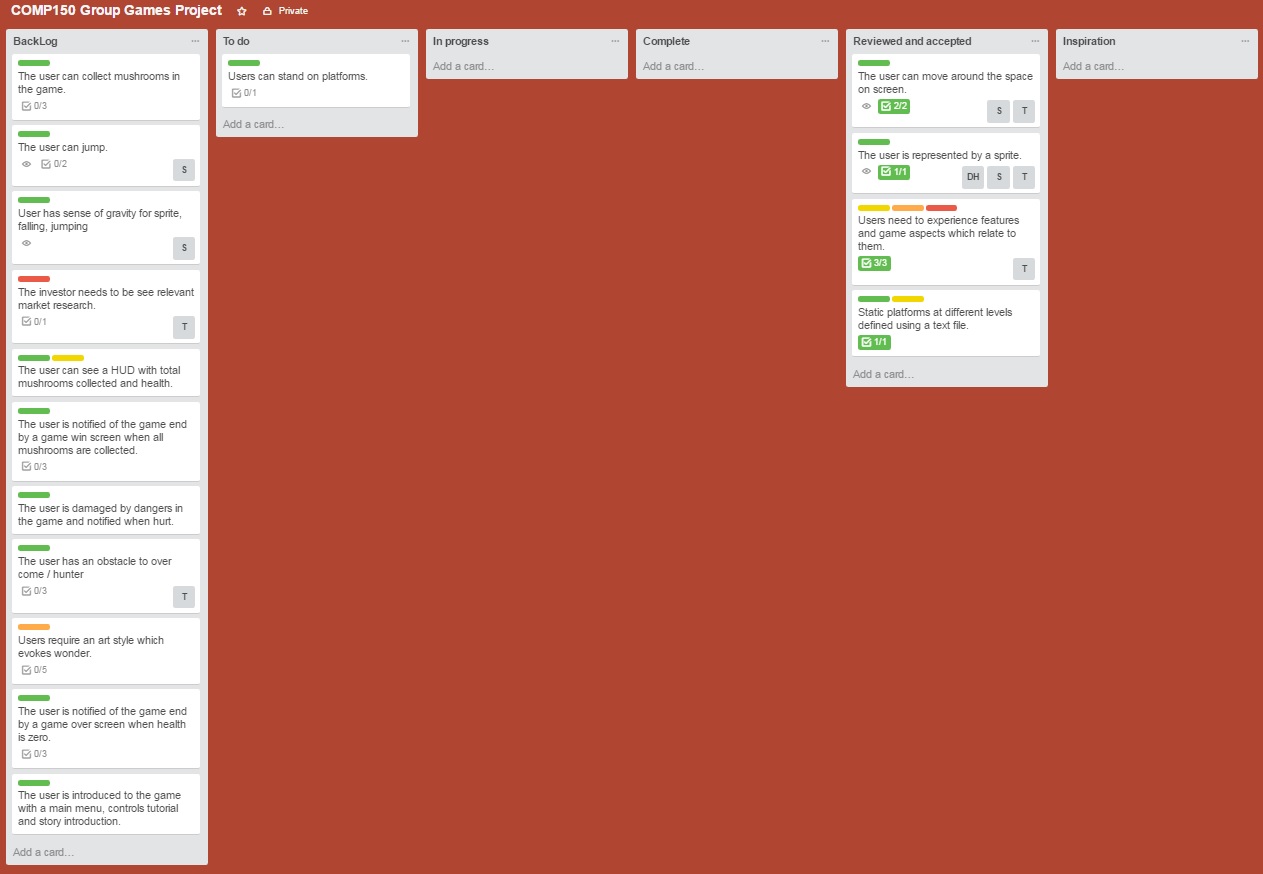 COMP150 Group Games Project Private
BackLog
The user can collect mushrooms in
the game.
0/3
The user can jump.
0/2
S
User has sense of gravity for sprite,
falling, jumping
S
The investor needs to be see relevant
market research.
0/1
T
The user can see a HUD with total
mushrooms collected and health.
The user is notified of the game end
by a game win screen when all
mushrooms are collected.
0/3
The user is damaged by dangers in
the game and notified when hurt.
The user has an obstacle to over
come / hunter
0/3
T
Users require an art style which
evokes wonder.
0/5
The user is notified of the game end
by a game over screen when health
is zero.
0/3
The user is introduced to the game
with a main menu, controls tutorial
and story introduction.
Add a card...
To do
Users can stand on platforms.
0/1
Add a card...
In progress
Add a card...
Complete
Add a card...
Reviewed and accepted
The user can move around the space
on screen.
2/2
S T
The user is represented by a sprite.
1/1
DH S T
Users need to experience features
and game aspects which relate to
them.
3/3
T
Static platforms at different levels
defined using a text file.
1/1
Add a card...
Inspiration
Add a card...